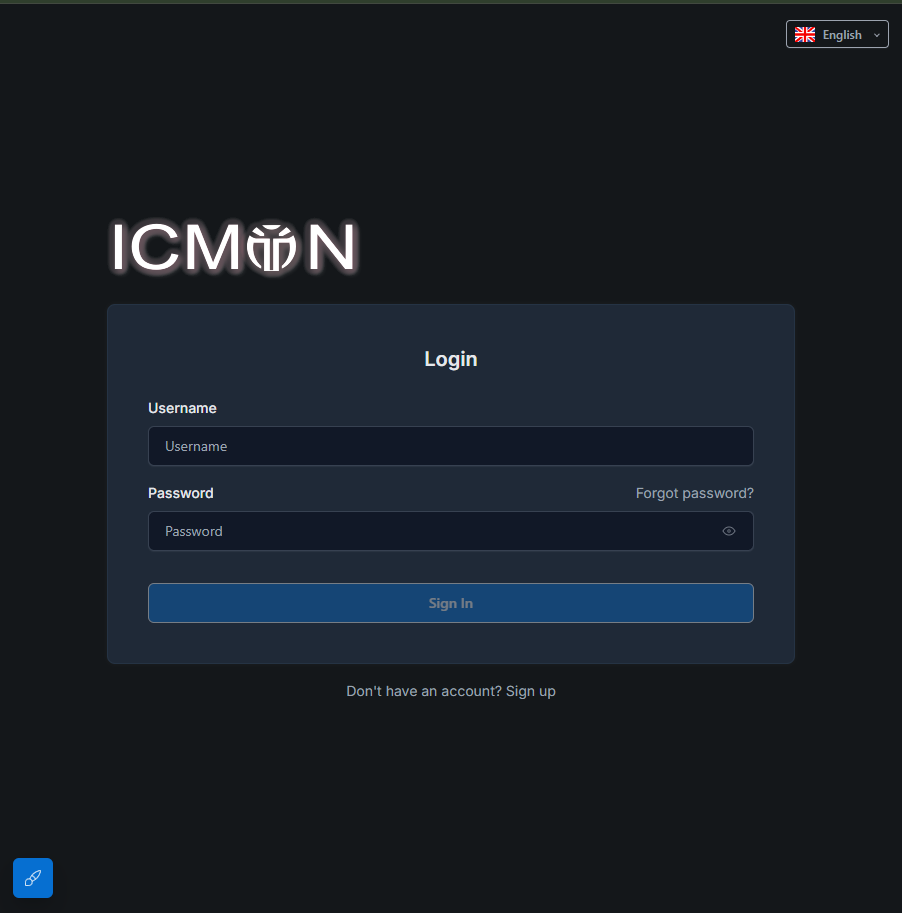 English
ICMON
Login
Username
Username
Password Forgot password?
Password
Sign In
Don't have an account? Sign up